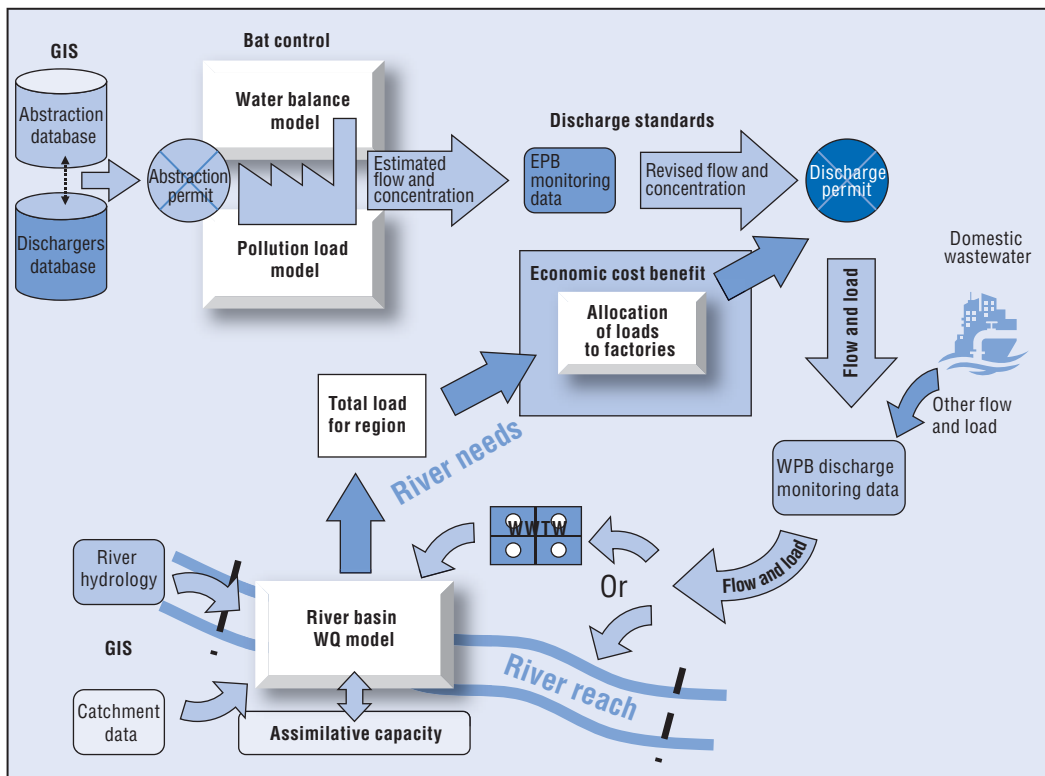 GIS
Bat control
Abstraction
database
Dischargers
database
Abstraction
permit
Water balance
model
Pollution load
model
Estimated
flow and
concentration
Discharge standards
EPB
monitoring
data
Revised flow and
concentration
Discharge
permit
Domestic
wastewater
Economic cost benefit
Allocation
of loads
to factories
Flow and load
Other flow
and load
Total load
for region
River needs
WPB discharge
monitoring data
WWTW
Or
Flow and load
River
hydrology
River basin
WQ model
GIS
River reach
Catchment
data
Assimilative capacity